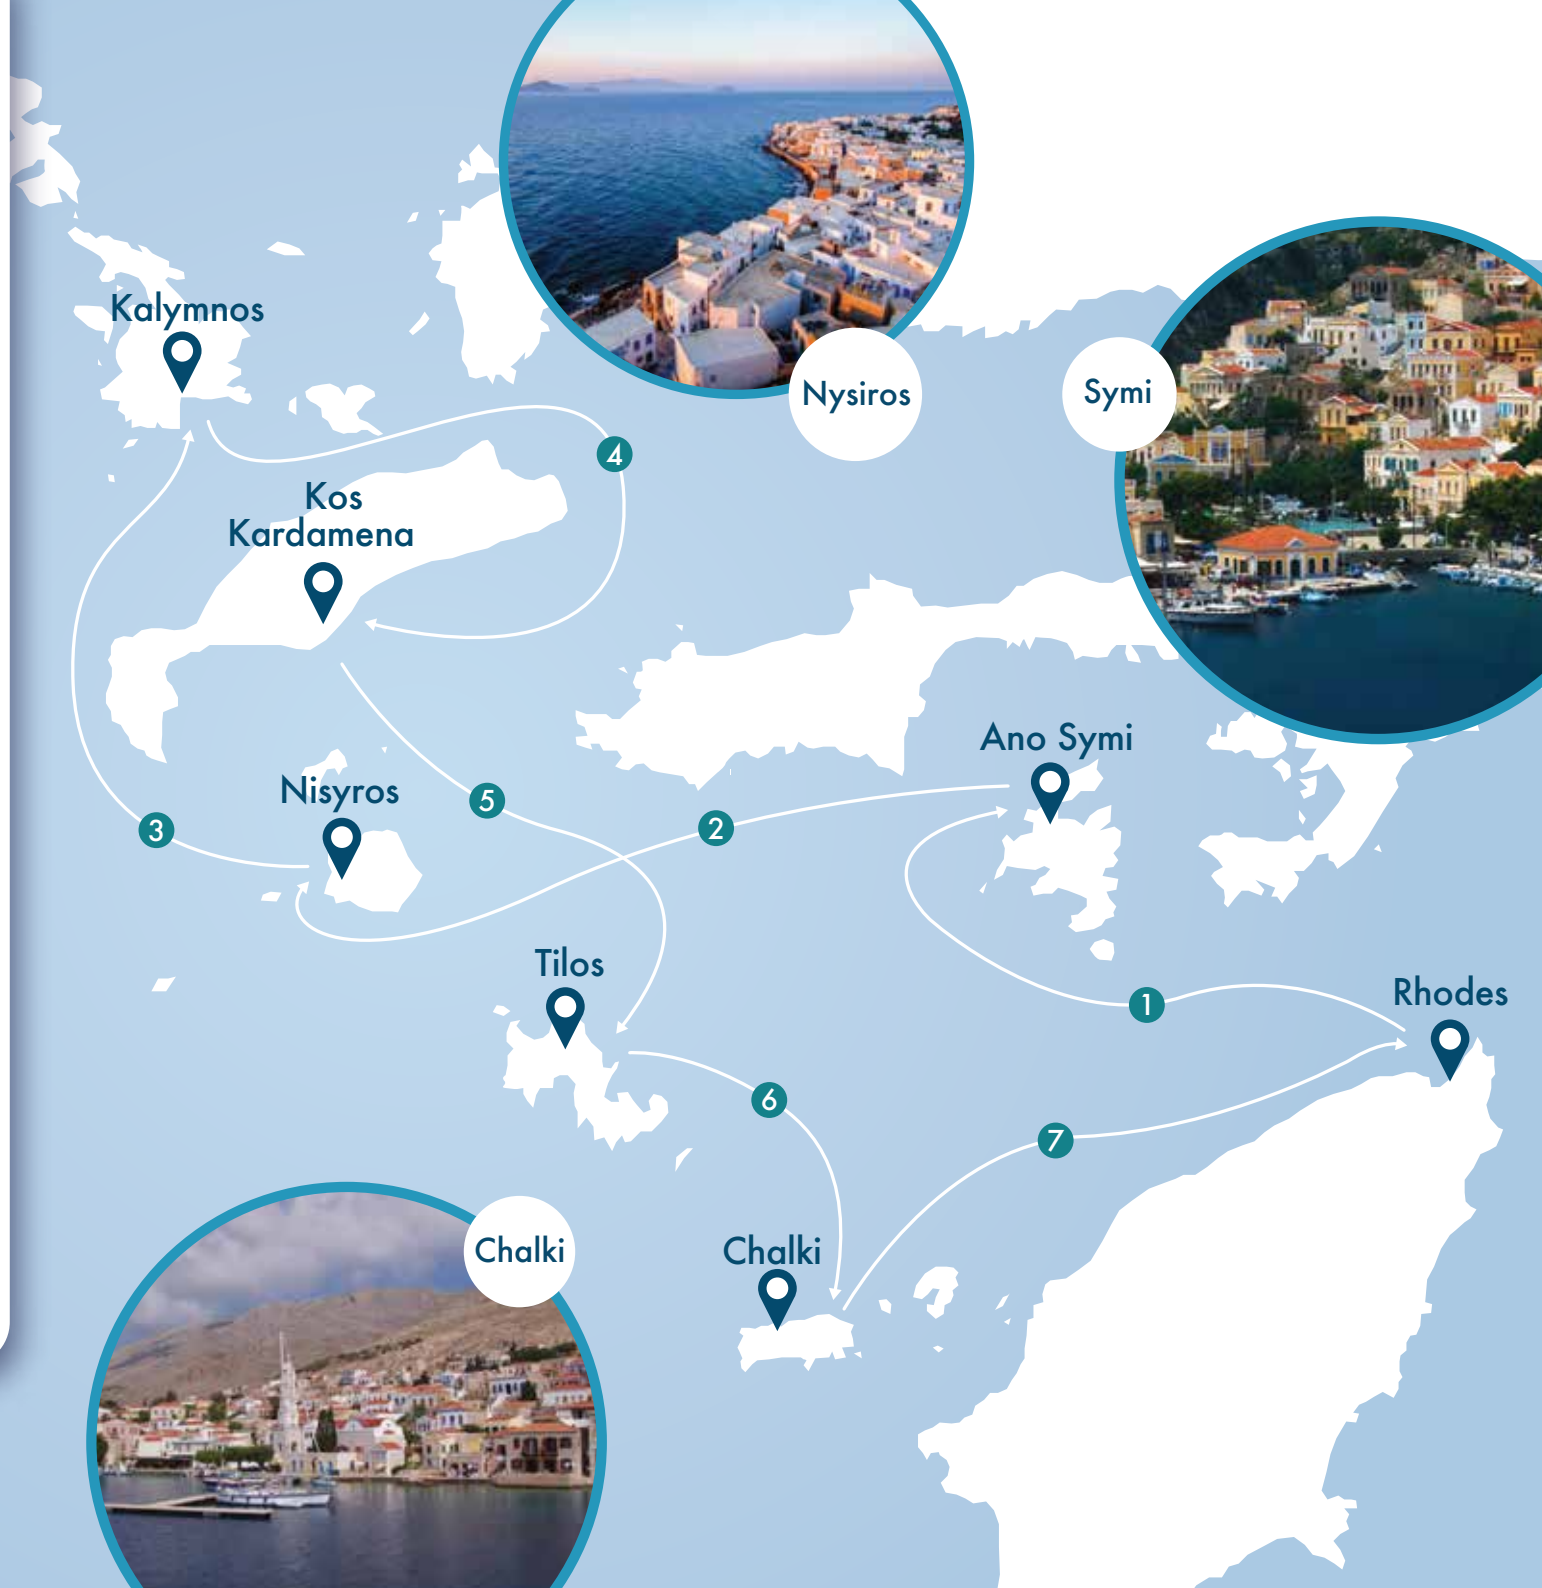 Kalymnos
Nysiros
Symi
4
Kos
Kardamena
Ano Symi
Nisyros
5
2
3
Tilos
Rhodes
1
6
7
Chalki
Chalki